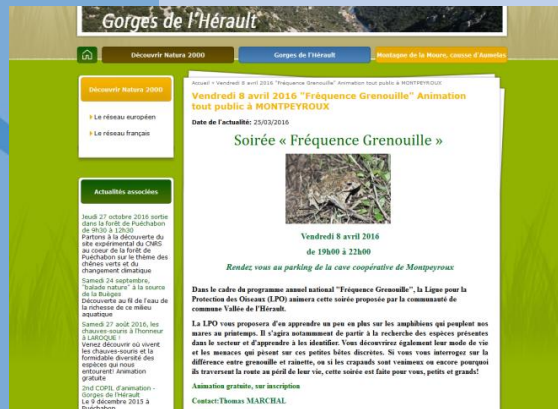 Gorges de l'Hérault
Découvrir Natura 2000
Gorges de l'Hérault
Montagne de la Moure, causse d'Aumelas
Découvrir Natura 2000
Le réseau européen
Le réseau français
Actualités associées
Jeudi 27 octobre 2016 sortie
dans la forêt de Puéchabon
de 9h30 à 12h30
Partons à la découverte du
site expérimental du CNRS
au coeur de la forêt de
Puéchabon sur le thème des
chênes verts et du
changement climatique
Samedi 24 septembre,
"balade nature" à la source
de la Buèges
Découverte au fil de l'eau de
la richesse de ce milieu
aquatique
Samedi 27 août 2016, les
chauves-souris à l'honneur
à LAROQUE !
Venez découvrir où vivent
les chauves-souris et la
formidable diversité des
espèces qui nous
entourent! Animation
gratuite
2nd COPIL d'animation -
Gorges de l'Hérault
Le 9 décembre 2015 à
Puéchabon
Accueil » Vendredi 8 avril 2016 "Fréquence Grenouille" Animation tout public à MONTPEYROUX
Vendredi 8 avril 2016 "Fréquence Grenouille" Animation
tout public à MONTPEYROUX
Date de l'actualité: 25/03/2016
Soirée « Fréquence Grenouille »
Vendredi 8 avril 2016
de 19h00 à 22h00
Rendez vous au parking de la cave coopérative de Montpeyroux
Dans le cadre du programme annuel national "Fréquence Grenouille", la Ligue pour la
Protection des Oiseaux (LPO) animera cette soirée proposée par la communauté de
commune Vallée de l'Hérault.
La LPO vous proposera d'en apprendre un peu en plus sur les amphibiens qui peuplent nos
mares au printemps. Il s'agira notamment de partir à la recherche des espèces présentes
dans le secteur et d'apprendre à les identifier. Vous découvrirez également leur mode de vie
et les menaces qui pèsent sur ces petites bêtes discrètes. Si vous vous interroger sur la
différence entre grenouille et rainette, ou si les crapauds sont venimeux ou encore pourquoi
ils traversent la route au péril de leur vie, cette soirée est faite pour vous, petits et grands!
Animation gratuite, sur inscription
Contact:Thomas MARCHAL